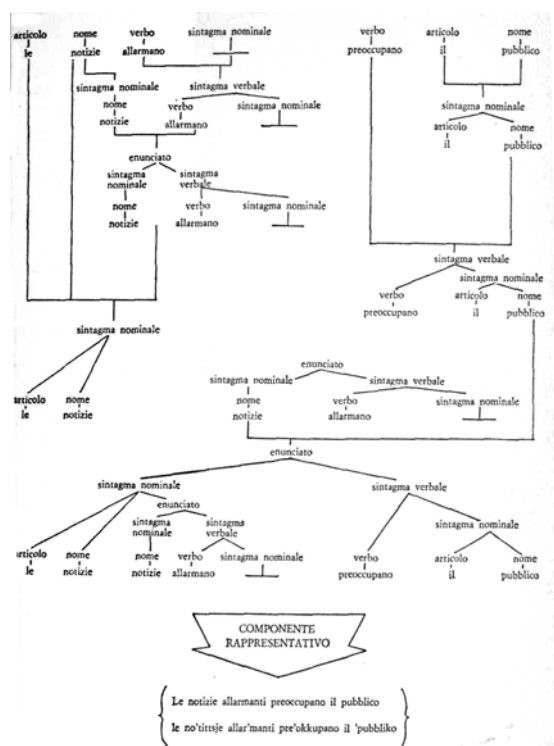 articolo nome verbo sintagma nominale verbo articolo nome
le notizie allarmano preoccupano il pubblico
sintagma nominale sintagma verbale sintagma nominale
nome verbo sintagma nominale articolo nome
notizie allarmano il pubblico
enunciato
sintagma nominale sintagma verbale
nome verbo sintagma nominale
notizie allarmano
sintagma verbale
sintagma nominale
verbo articolo nome
preoccupano il pubblico
sintagma nominale
enunciato
sintagma nominale sintagma verbale
articolo nome nome verbo sintagma nominale
le notizie notizie allarmano
enunciato
sintagma nominale sintagma verbale
enunciato
sintagma nominale sintagma verbale sintagma nominale
articolo nome nome verbo sintagma nominale verbo articolo nome
le notizie notizie allarmano preoccupano il pubblico
COMPONENTE
RAPPRESENTATIVO
Le notizie allarmanti preoccupano il pubblico
le no'tittsje allar'manti pre'okkupano il 'pubbliko